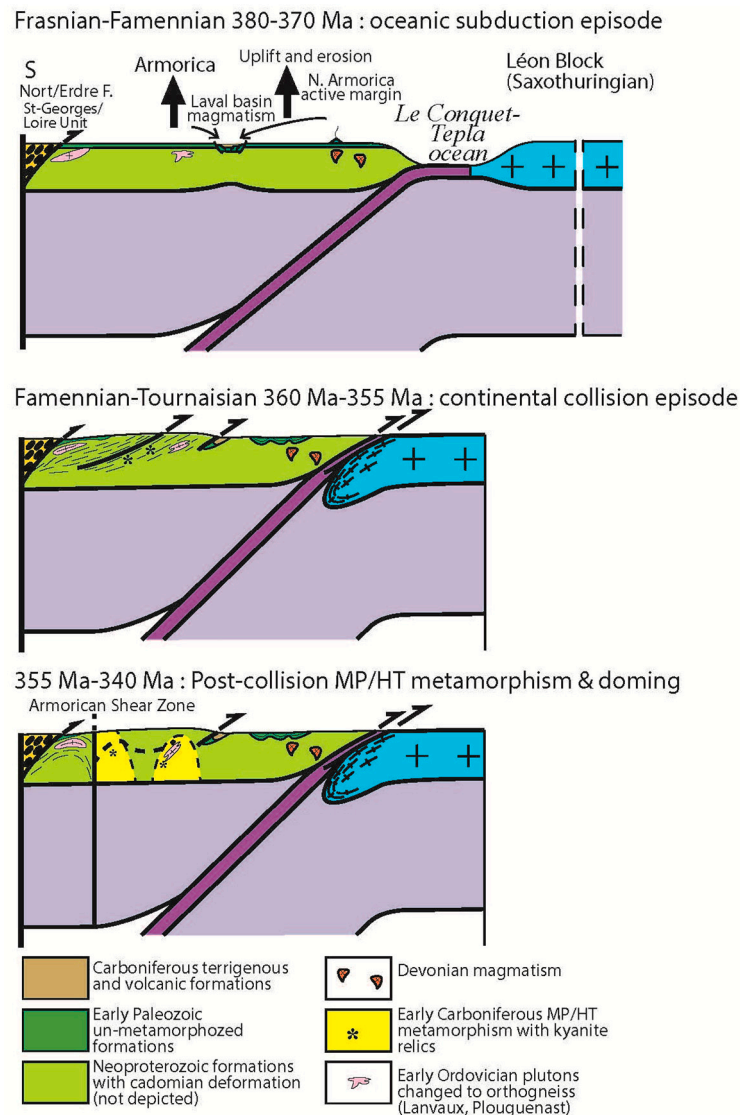 Frasnian-Famennian 380-370 Ma : oceanic subduction episode
S
Nort/Erdre F.
St-Georges/
Loire Unit
Armorica
Laval basin
magmatism
Uplift and erosion
N. Armorica
active margin
Le Conquet-
Tepla
ocean
Léon Block
(Saxothuringian)
Famennian-Tournaisian 360 Ma-355 Ma : continental collision episode
355 Ma-340 Ma : Post-collision MP/HT metamorphism & doming
Armorican Shear Zone
Carboniferous terrigenous
and volcanic formations
Early Paleozoic
un-metamorphozed
formations
Neoproterozoic formations
with cadomian deformation
(not depicted)
Devonian magmatism
Early Carboniferous MP/HT
metamorphism with kyanite
relics
Early Ordovician plutons
changed to orthogneiss
(Lanvaux, Plouquenast)